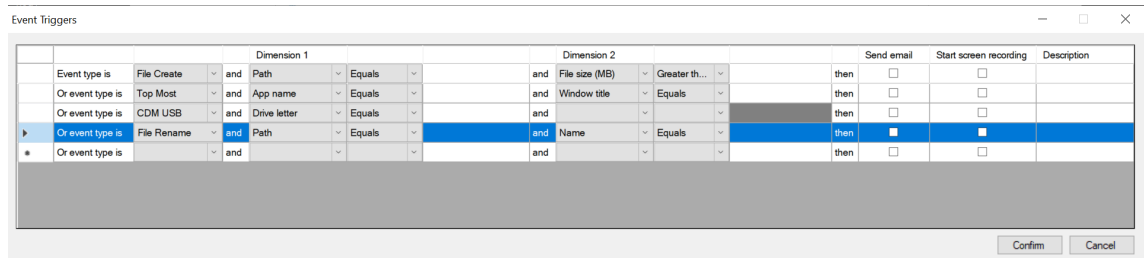 Event Triggers
Dimension 1 Dimension 2 Send email Start screen recording Description
Event type is File Create and Path Equals and File size (MB) Greater th... then
Or event type is Top Most and App name Equals and Window title Equals then
Or event type is CDM USB and Drive letter Equals and then
Or event type is File Rename and Path Equals and Name Equals then
Or event type is and and then
Confirm Cancel